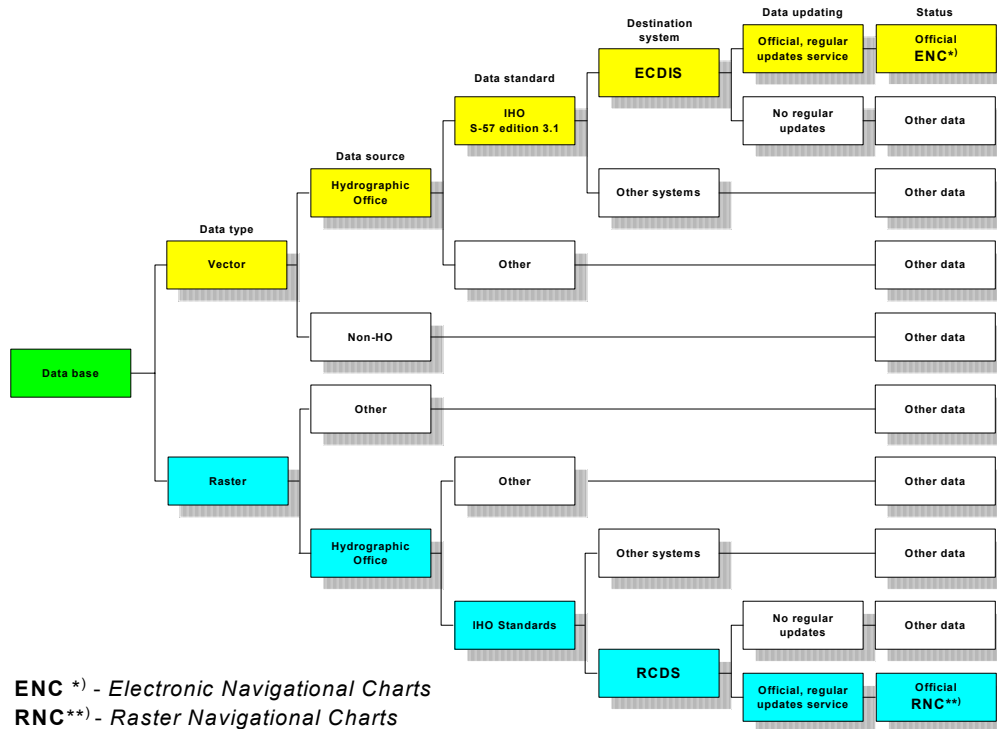 Destination
system
Data updating
Status
Data standard
Data source
Data type
Official, regular
updates service
Official
ENC*)
ECDIS
IHO
S-57 edition 3.1
No regular
updates
Other data
Hydrographic
Office
Other systems
Other data
Vector
Other
Other data
Non-HO
Other data
Data base
Other
Other data
Raster
Other
Other data
Hydrographic
Office
Other systems
Other data
IHO Standards
No regular
updates
Other data
RCDS
Official, regular
updates service
Official
RNC**)
ENC *) - Electronic Navigational Charts
RNC**) - Raster Navigational Charts